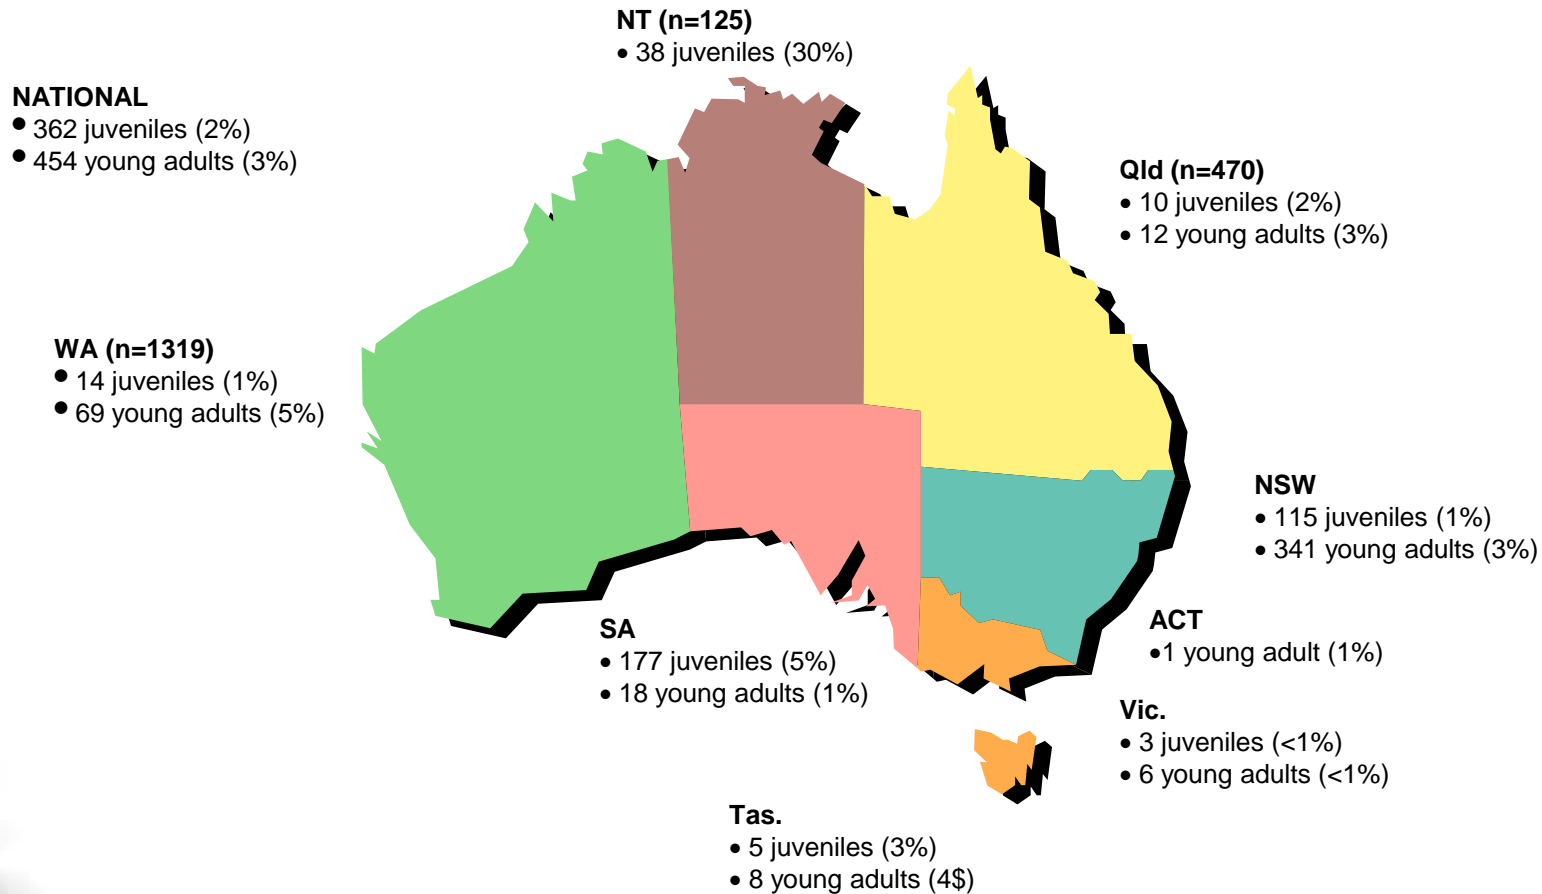 NT (n=125)
• 38 juveniles (30%)
NATIONAL
• 362 juveniles (2%)
• 454 young adults (3%)
Qld (n=470)
• 10 juveniles (2%)
• 12 young adults (3%)
WA (n=1319)
• 14 juveniles (1%)
• 69 young adults (5%)
NSW
• 115 juveniles (1%)
• 341 young adults (3%)
SA
• 177 juveniles (5%)
• 18 young adults (1%)
ACT
•1 young adult (1%)
Vic.
• 3 juveniles (<1%)
• 6 young adults (<1%)
Tas.
• 5 juveniles (3%)
• 8 young adults (4$)